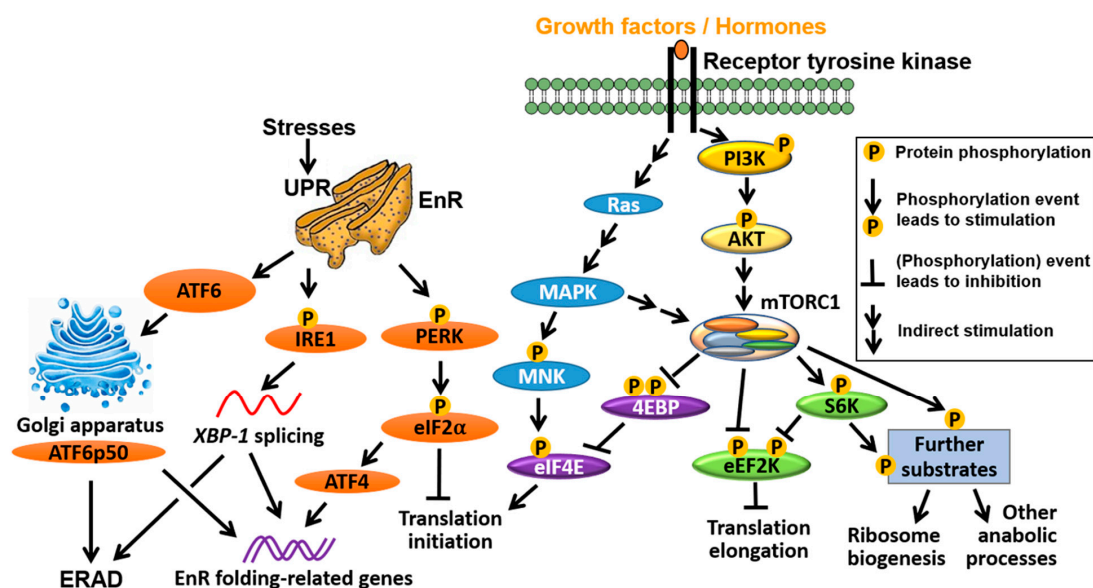 Growth factors / Hormones
Receptor tyrosine kinase
Stresses
UPR
EnR
P
PI3K
Ras
P
AKT
ATF6
MAPK
mTORC1
P
IRE1
P
PERK
P
MNK
P P
4EBP
P
S6K
Golgi apparatus
ATF6p50
XBP-1 splicing
P
eIF2α
P
eIF4E
P P
eEF2K
P
P
Further
substrates
ATF4
Translation
initiation
Translation
elongation
Ribosome
biogenesis
Other
anabolic
processes
ERAD
EnR folding-related genes
P Protein phosphorylation
Phosphorylation event
leads to stimulation
P
(Phosphorylation) event
leads to inhibition
Indirect stimulation